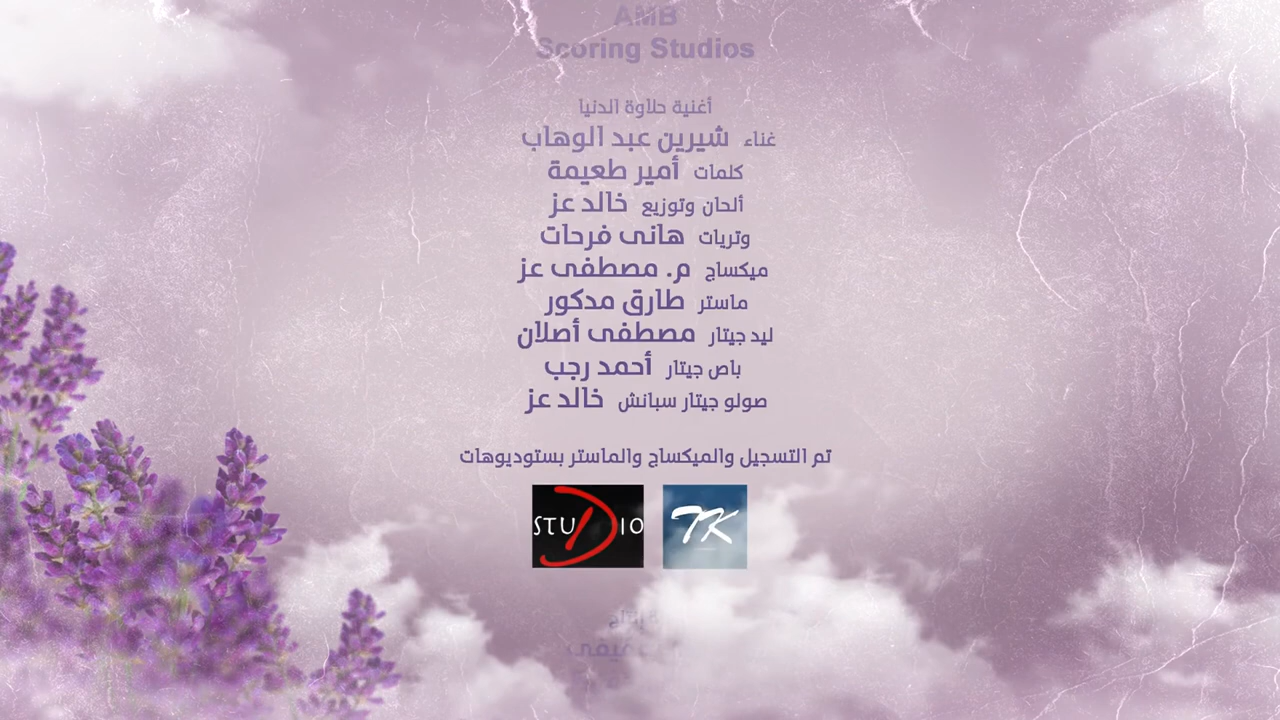 AMB
Scoring Studios
أغنية حلاوة الدنيا
غناء شيرين عبد الوهاب
كلمات أمير طعيمة
ألحان وتوزيع خالد عز
وتريات هانى فرحات
ميكساج م. مصطفى عز
ماستر طارق مدكور
ليد جيتار مصطفى أصلان
باص جيتار أحمد رجب
صولو جيتار سبانش خالد عز
تم التسجيل والميكساج والماستر بستوديوهات
STUDIO TK